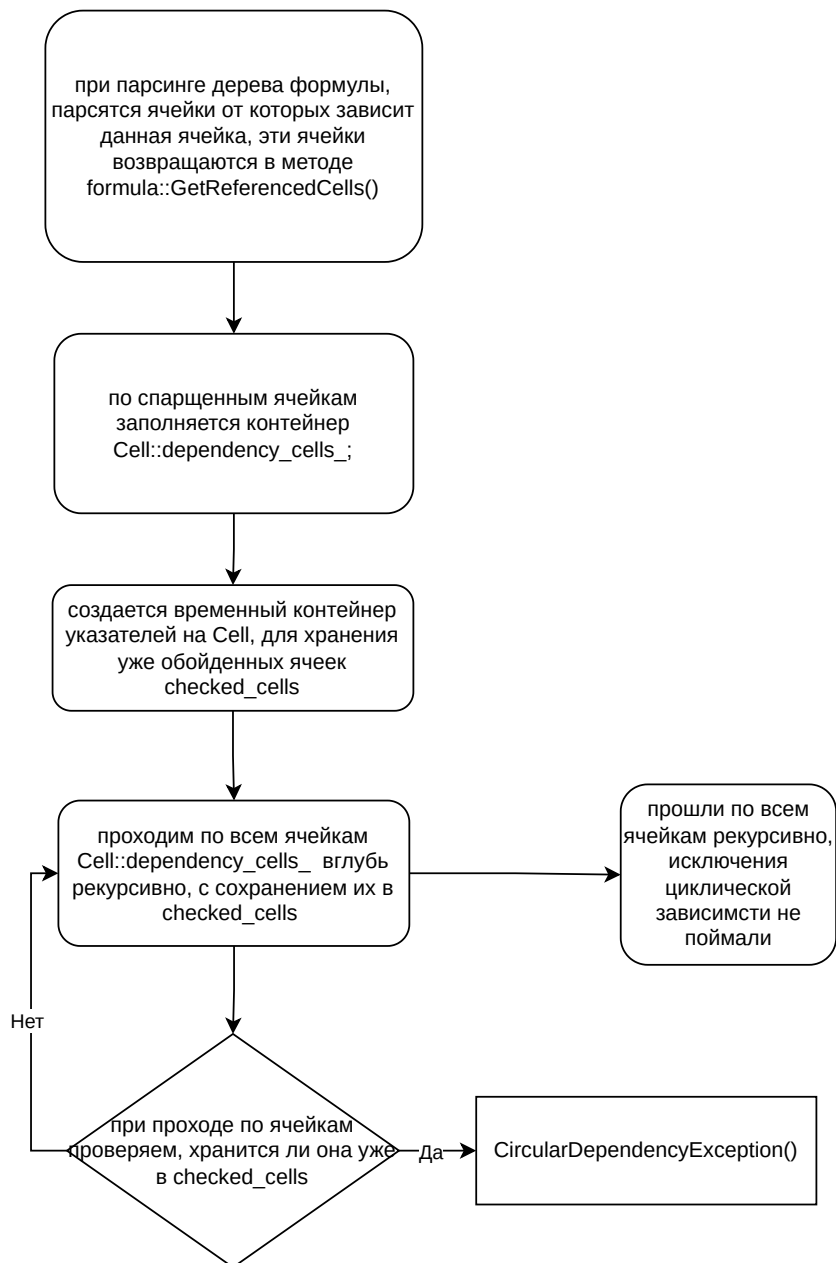 при парсинге дерева формулы,
парсятся ячейки от которых зависит
данная ячейка, эти ячейки
возвращаются в методе
formula::GetReferencedCells()
по спарщенным ячейкам
заполняется контейнер
Cell::dependency_cells_;
создается временный контейнер
указателей на Cell, для хранения
уже обойденных ячеек
checked_cells
проходим по всем ячейкам
Cell::dependency_cells_ вглубь
рекурсивно, с сохранением их в
checked_cells
прошли по всем
ячейкам рекурсивно,
исключения
циклической
зависимсти не
поймали
Нет
при проходе по ячейкам
проверяем, хранится ли она уже
в checked_cells
Да
CircularDependencyException()